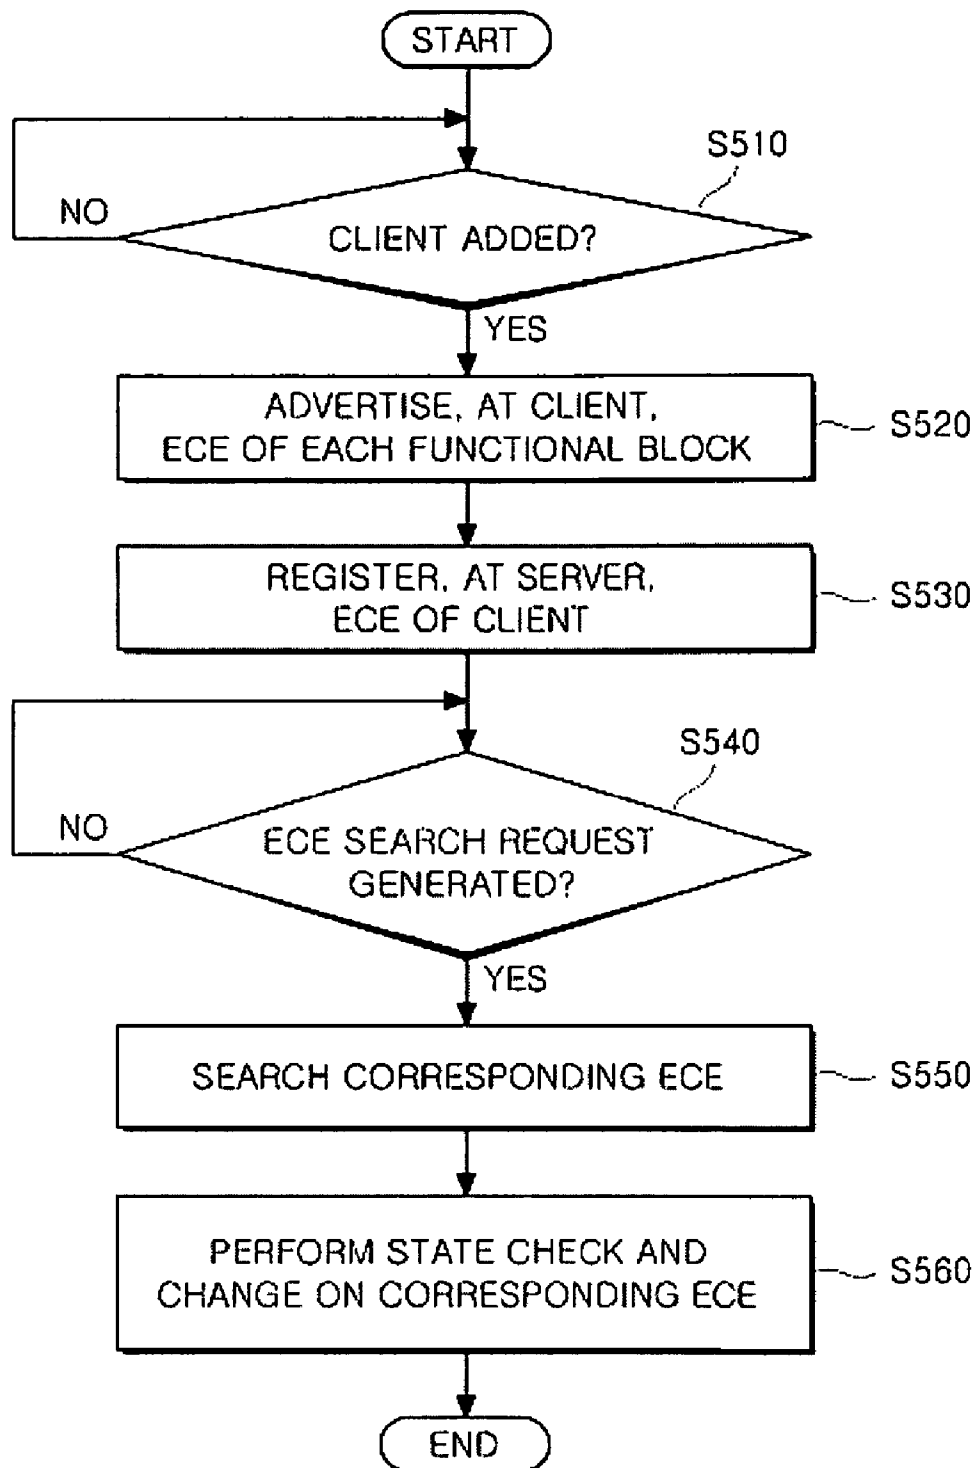 START
S510
NO
CLIENT ADDED?
YES
ADVERTISE, AT CLIENT,
ECE OF EACH FUNCTIONAL BLOCK
S520
REGISTER, AT SERVER,
ECE OF CLIENT
S530
S540
NO
ECE SEARCH REQUEST
GENERATED?
YES
SEARCH CORRESPONDING ECE
S550
PERFORM STATE CHECK AND
CHANGE ON CORRESPONDING ECE
S560
END